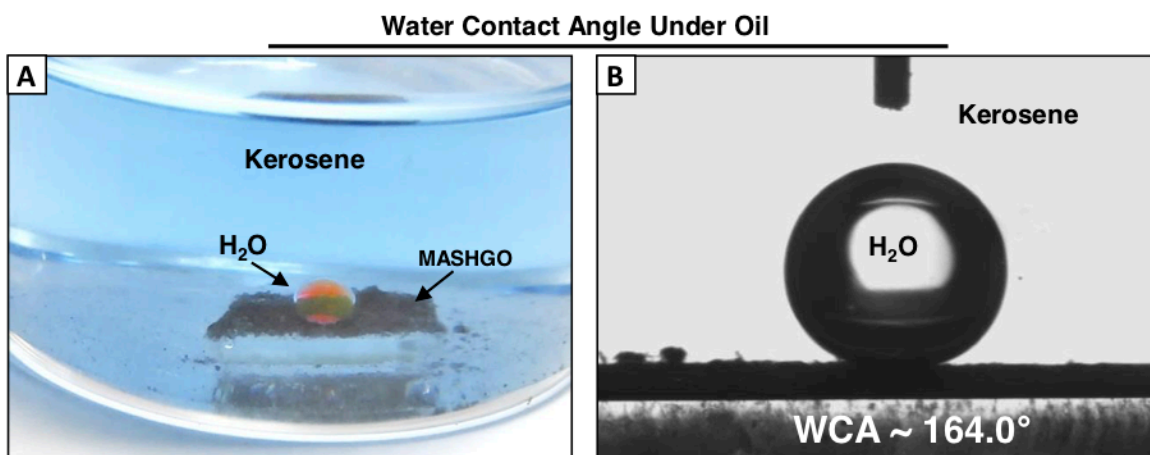 Water Contact Angle Under Oil
A
Kerosene
H₂O
MASHGO
B
Kerosene
H₂O
WCA ~ 164.0°